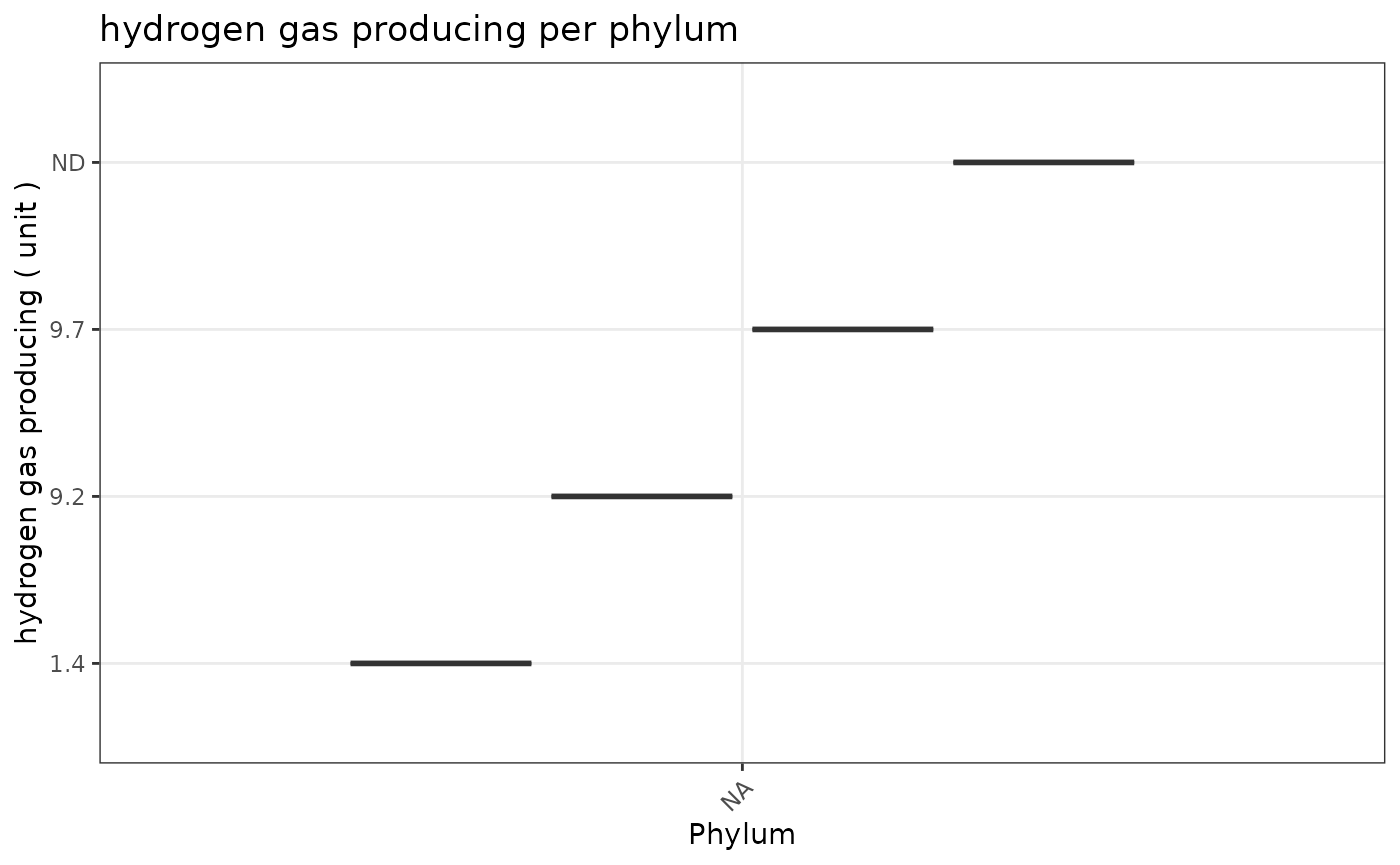 hydrogen gas producing per phylum
hydrogen gas producing ( unit )
ND
9.7
9.2
1.4
NA
Phylum